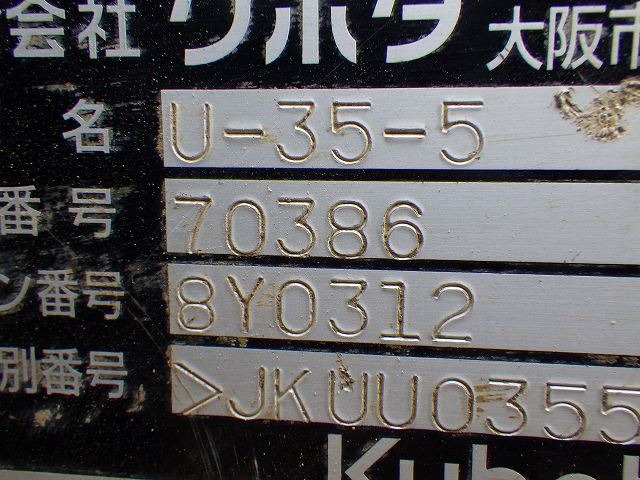 会社クボタ 大阪市
名 U-35-5
番号 70386
ン番号 8Y0312
別番号 >JKUU0355
Kubo